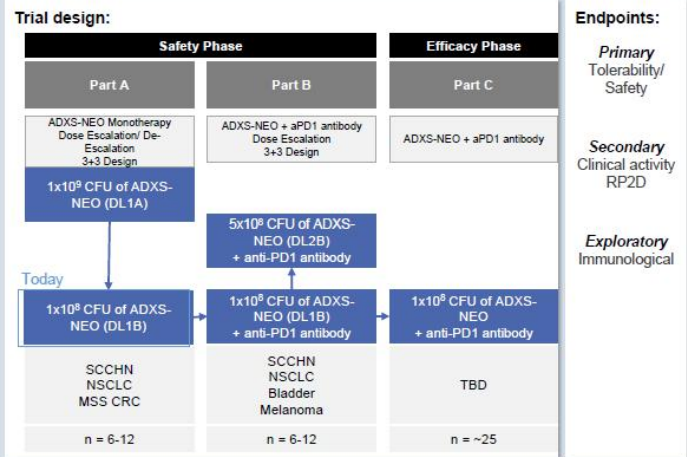 Trial design:
Safety Phase
Efficacy Phase
Part A
Part B
Part C
ADXS-NEO Monotherapy
Dose Escalation/ De-
Escalation
3+3 Design
ADXS-NEO + aPD1 antibody
Dose Escalation
3+3 Design
ADXS-NEO + aPD1 antibody
1x10⁹ CFU of ADXS-
NEO (DL1A)
5x10⁸ CFU of ADXS-
NEO (DL2B)
+ anti-PD1 antibody
Today
1x10⁸ CFU of ADXS-
NEO (DL1B)
1x10⁸ CFU of ADXS-
NEO (DL1B)
+ anti-PD1 antibody
1x10⁸ CFU of ADXS-
NEO
+ anti-PD1 antibody
SCCHN
NSCLC
MSS CRC
SCCHN
NSCLC
Bladder
Melanoma
TBD
n = 6-12
n = 6-12
n = ~25
Endpoints:
Primary
Tolerability/
Safety
Secondary
Clinical activity
RP2D
Exploratory
Immunological